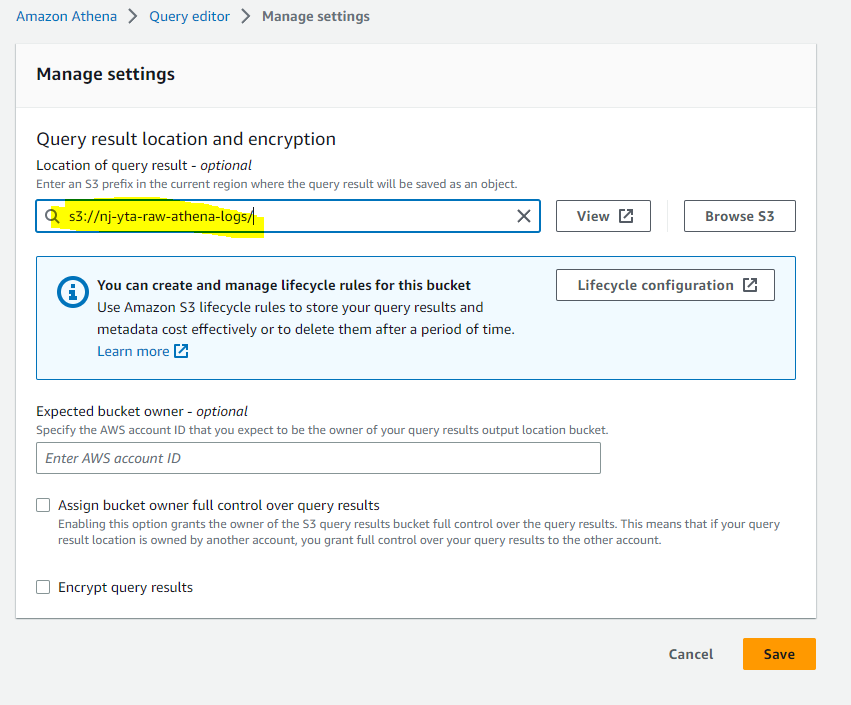 Amazon Athena > Query editor > Manage settings
Manage settings
Query result location and encryption
Location of query result - optional
Enter an S3 prefix in the current region where the query result will be saved as an object.
s3://nj-yta-raw-athena-logs/
View
Browse S3
You can create and manage lifecycle rules for this bucket
Use Amazon S3 lifecycle rules to store your query results and
metadata cost effectively or to delete them after a period of time.
Learn more
Lifecycle configuration
Expected bucket owner - optional
Specify the AWS account ID that you expect to be the owner of your query results output location bucket.
Enter AWS account ID
Assign bucket owner full control over query results
Enabling this option grants the owner of the S3 query results bucket full control over the query results. This means that if your query
result location is owned by another account, you grant full control over your query results to the other account.
Encrypt query results
Cancel
Save